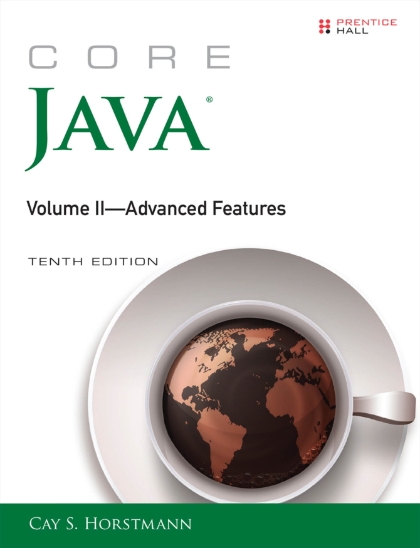 PRENTICE
HALL
CORE
JAVA®
Volume II—Advanced Features
TENTH EDITION
CAY S. HORSTMANN